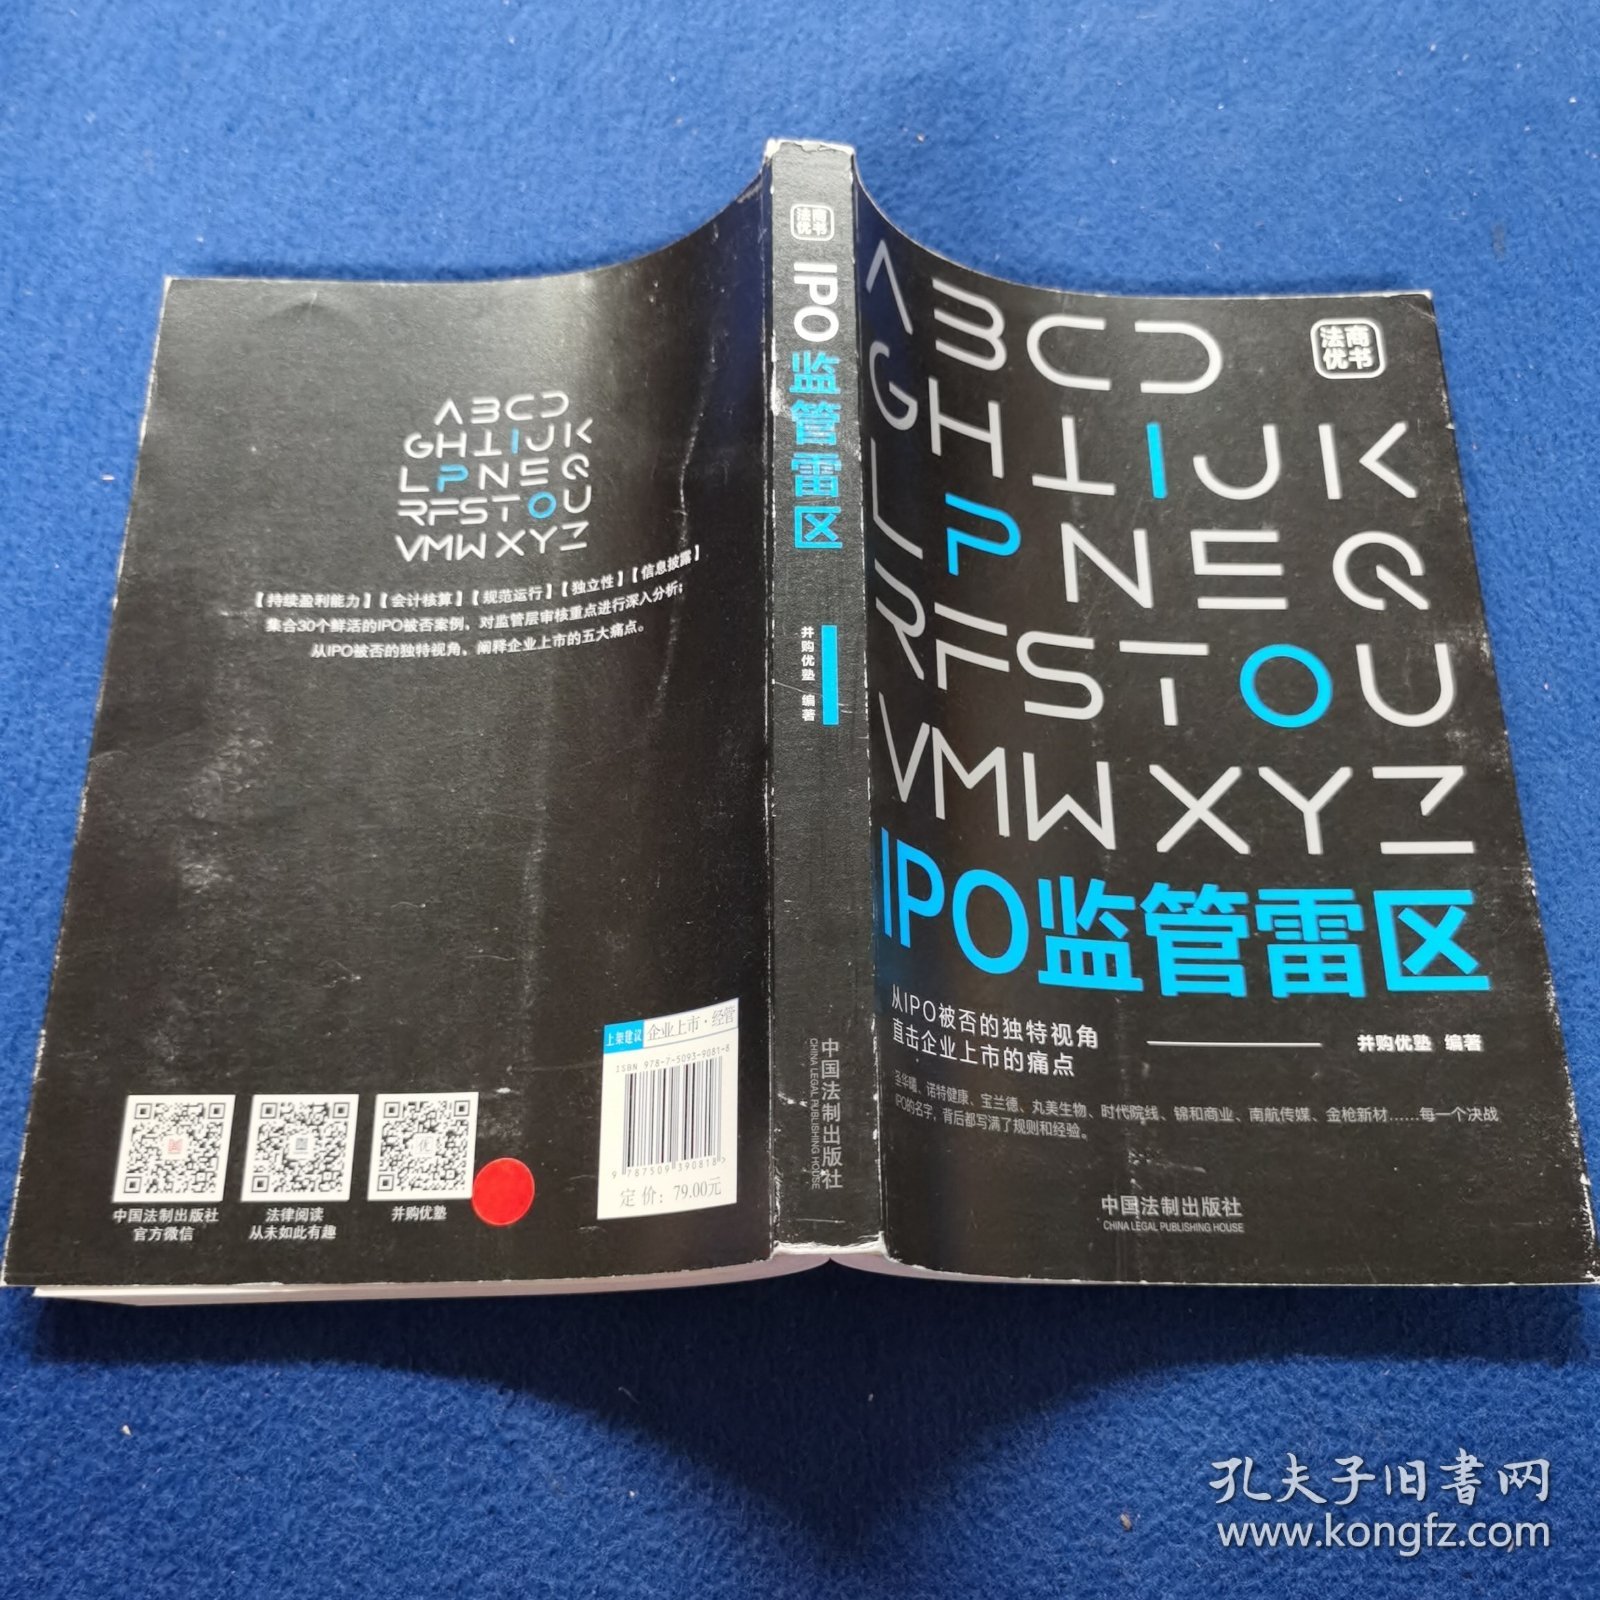 ABCD
GHTIJK
LPNEQ
RFSTOU
VMWXYZ
【持续盈利能力】【会计核算】【规范运行】【独立性】【信息披露】
集合30个鲜活的IPO被否案例，对监管层审核重点进行深入分析；
从IPO被否的独特视角，阐释企业上市的五大痛点。
中国法制出版社
官方微信
法律阅读
从未如此有趣
并购优塾
上架建议 企业上市·经管
ISBN 978-7-5093-9081-8
9 787509 390818
定价：79.00元
法商
优书
IPO监管雷区
并购优塾 编著
中国法制出版社
CHINA LEGAL PUBLISHING HOUSE
法商
优书
ABCD
GHTIJK
LPNEQ
RFSTOU
VMWXYZ
IPO监管雷区
从IPO被否的独特视角
直击企业上市的痛点
并购优塾 编著
圣华曦、诺特健康、宝兰德、丸美生物、时代院线、锦和商业、南航传媒、金枪新材……每一个决战
IPO的名字，背后都写满了规则和经验。
中国法制出版社
CHINA LEGAL PUBLISHING HOUSE
孔夫子旧書网
www.kongfz.com